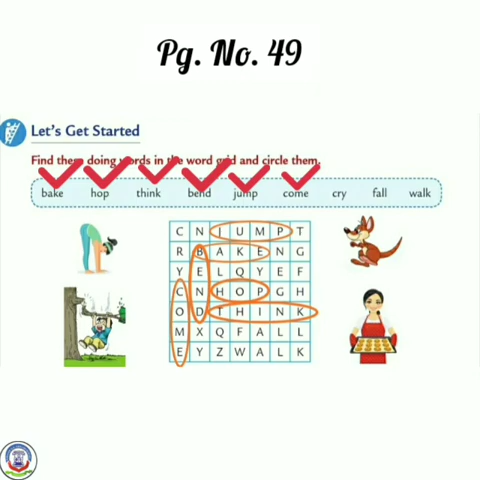 Pg. No. 49
Let's Get Started
Find these doing words in the word grid and circle them.
bake hop think bend jump come cry fall walk
C N J U M P T
R B A K E N G
Y E L Q Y E F
C N H O P G H
O D T H I N K
M X Q F A L L
E Y Z W A L K